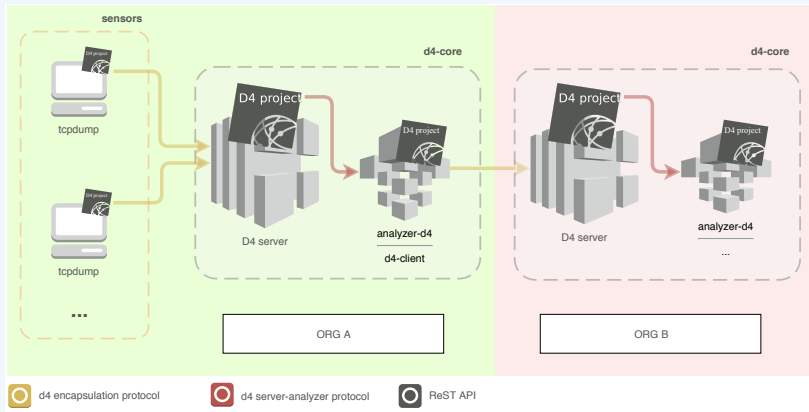 sensors
d4-core
d4-core
D4 project
tcpdump
D4 project
D4 project
D4 project
D4 project
D4 project
tcpdump
...
D4 server
analyzer-d4
d4-client
D4 server
analyzer-d4
...
ORG A
ORG B
d4 encapsulation protocol
d4 server-analyzer protocol
ReST API